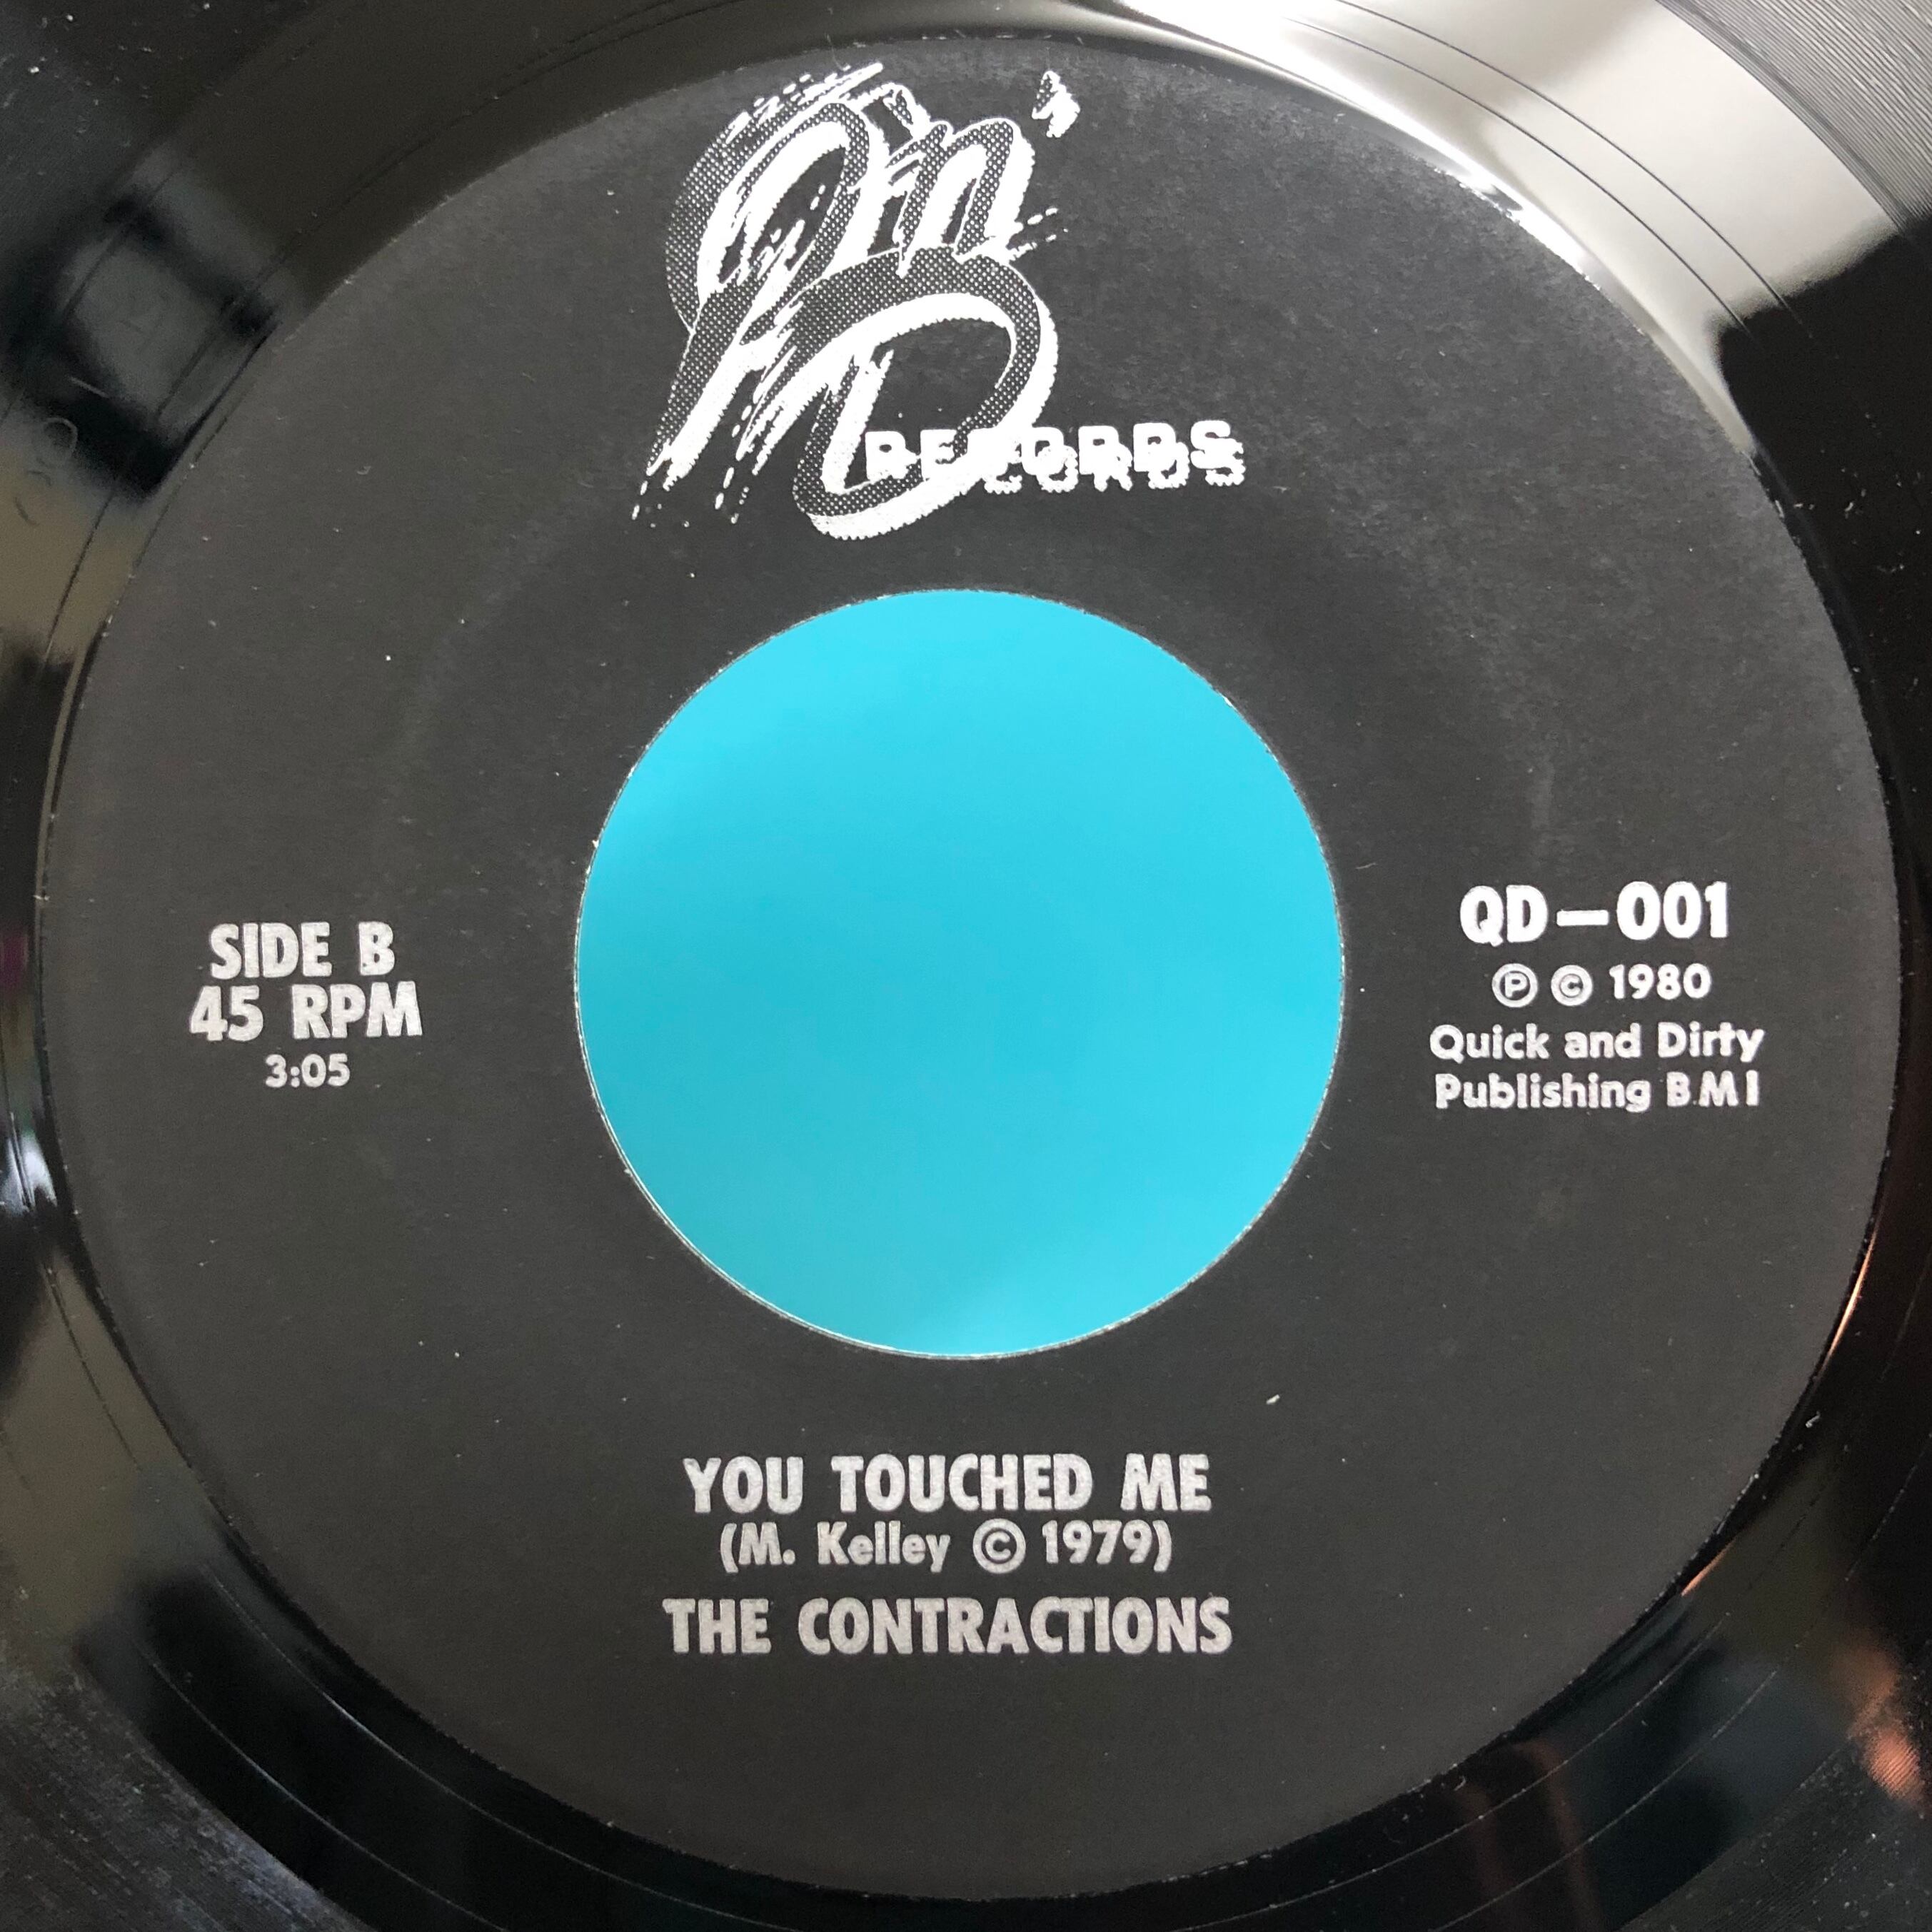 Q'n'D
RECORDS
SIDE B
45 RPM
3:05
QD—001
Ⓟ © 1980
Quick and Dirty
Publishing BMI
YOU TOUCHED ME
(M. Kelley © 1979)
THE CONTRACTIONS